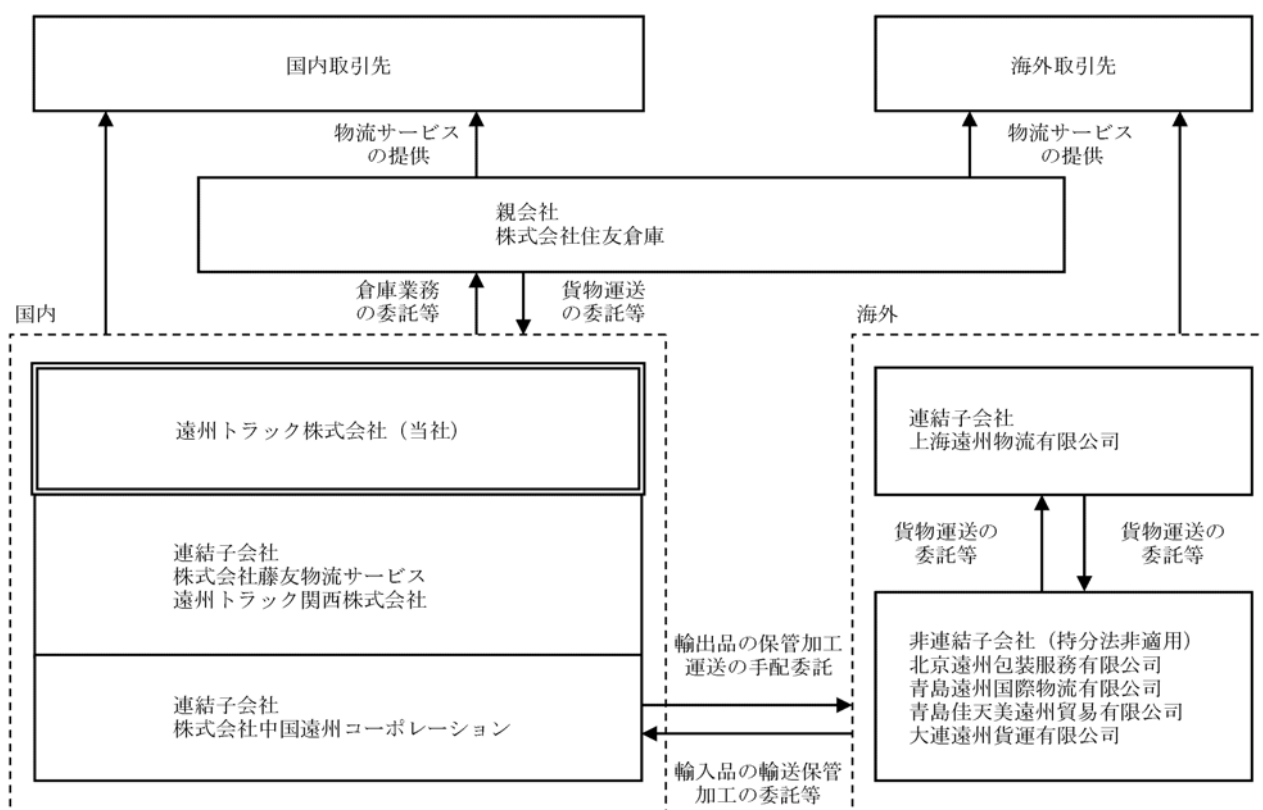 国内取引先
海外取引先
物流サービス
の提供
物流サービス
の提供
親会社
株式会社住友倉庫
倉庫業務
の委託等
貨物運送
の委託等
国内
海外
遠州トラック株式会社（当社）
連結子会社
上海遠州物流有限公司
貨物運送の
委託等
貨物運送の
委託等
連結子会社
株式会社藤友物流サービス
遠州トラック関西株式会社
輸出品の保管加工
運送の手配委託
非連結子会社（持分法非適用）
北京遠州包装服務有限公司
青島遠州国際物流有限公司
青島佳天美遠州貿易有限公司
大連遠州貨運有限公司
連結子会社
株式会社中国遠州コーポレーション
輸入品の輸送保管
加工の委託等